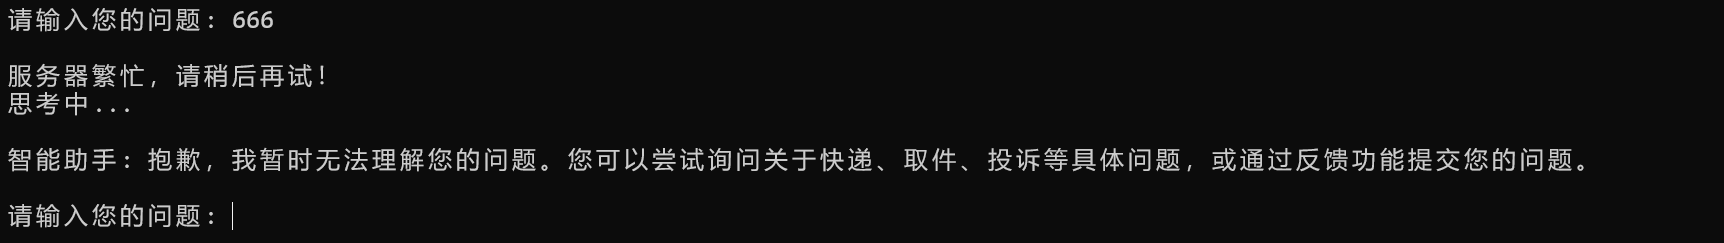 请输入您的问题：666
服务器繁忙，请稍后再试！
思考中...
智能助手：抱歉，我暂时无法理解您的问题。您可以尝试询问关于快递、取件、投诉等具体问题，或通过反馈功能提交您的问题。
请输入您的问题：